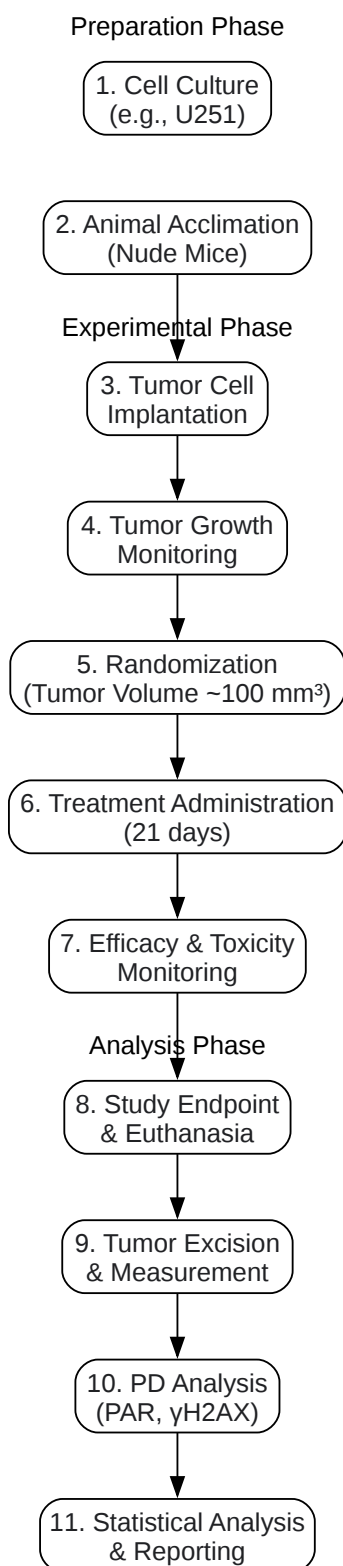 Preparation Phase
1. Cell Culture
(e.g., U251)
2. Animal Acclimation
(Nude Mice)
Experimental Phase
3. Tumor Cell
Implantation
4. Tumor Growth
Monitoring
5. Randomization
(Tumor Volume ~100 mm³)
6. Treatment Administration
(21 days)
7. Efficacy & Toxicity
Monitoring
Analysis Phase
8. Study Endpoint
& Euthanasia
9. Tumor Excision
& Measurement
10. PD Analysis
(PAR, γH2AX)
11. Statistical Analysis
& Reporting